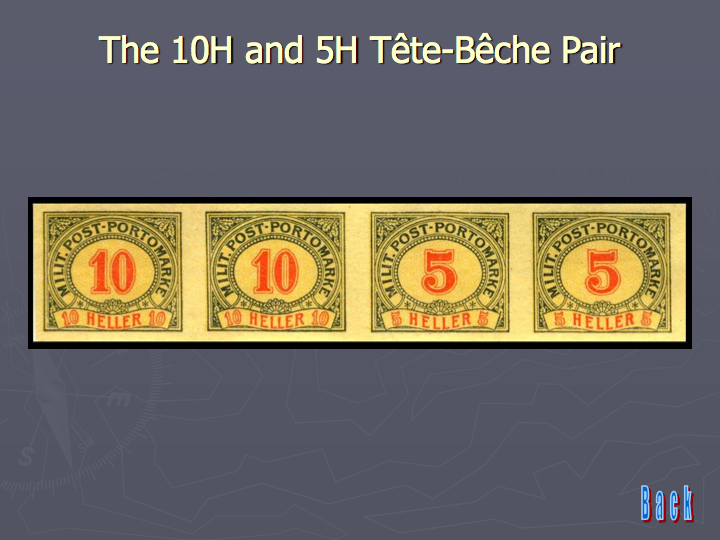 The 10H and 5H Tête-Bêche Pair
MILIT. POST-PORTOMARKE
10
10 HELLER 10
MILIT. POST-PORTOMARKE
10
10 HELLER 10
MILIT. POST-PORTOMARKE
5
5 HELLER 5
MILIT. POST-PORTOMARKE
5
5 HELLER 5
m
S
Back